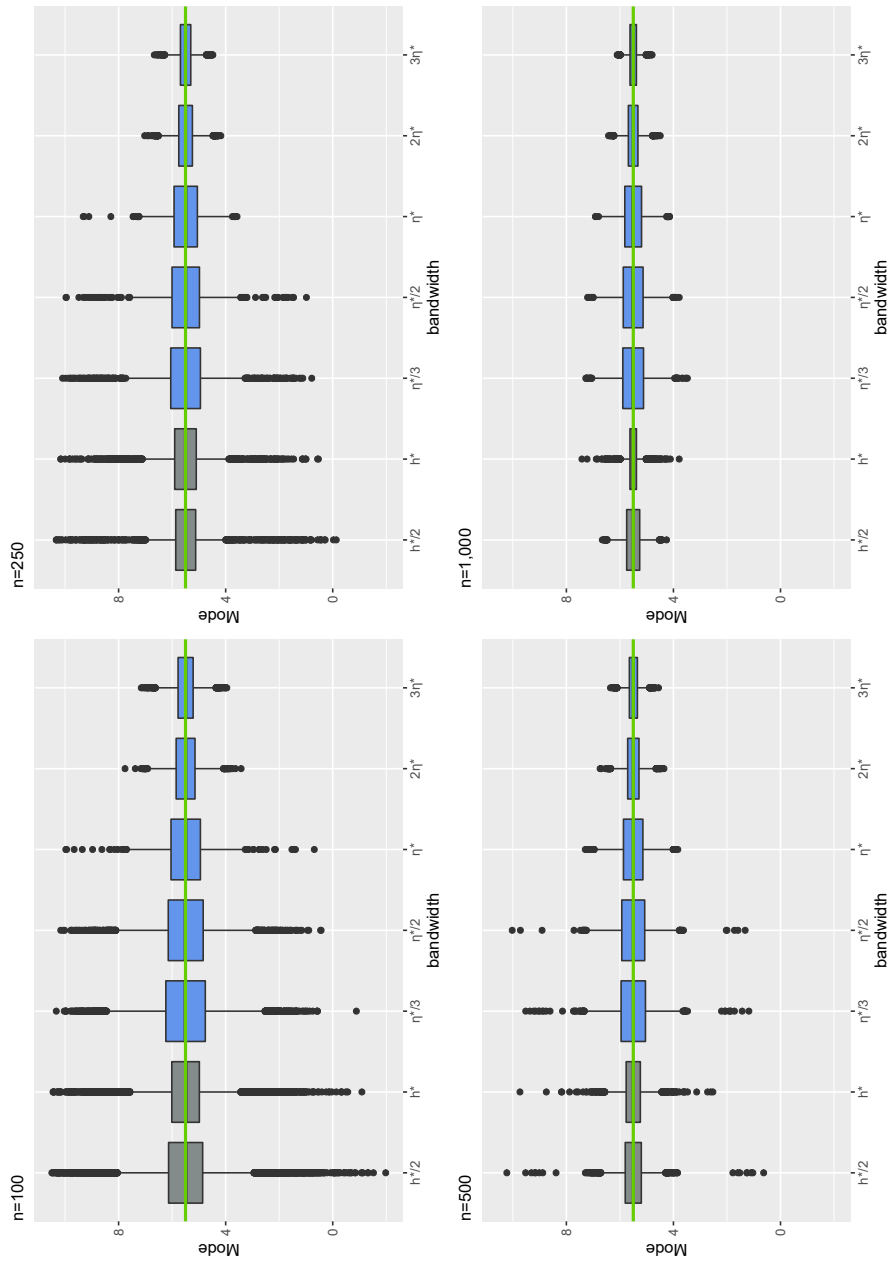 n=100
8
4
0
Mode
h*/2
h*
η*/3
η*/2
η*
2η*
3η*
bandwidth
n=250
8
4
0
Mode
h*/2
h*
η*/3
η*/2
η*
2η*
3η*
bandwidth
n=500
8
4
0
Mode
h*/2
h*
η*/3
η*/2
η*
2η*
3η*
bandwidth
n=1,000
8
4
0
Mode
h*/2
h*
η*/3
η*/2
η*
2η*
3η*
bandwidth